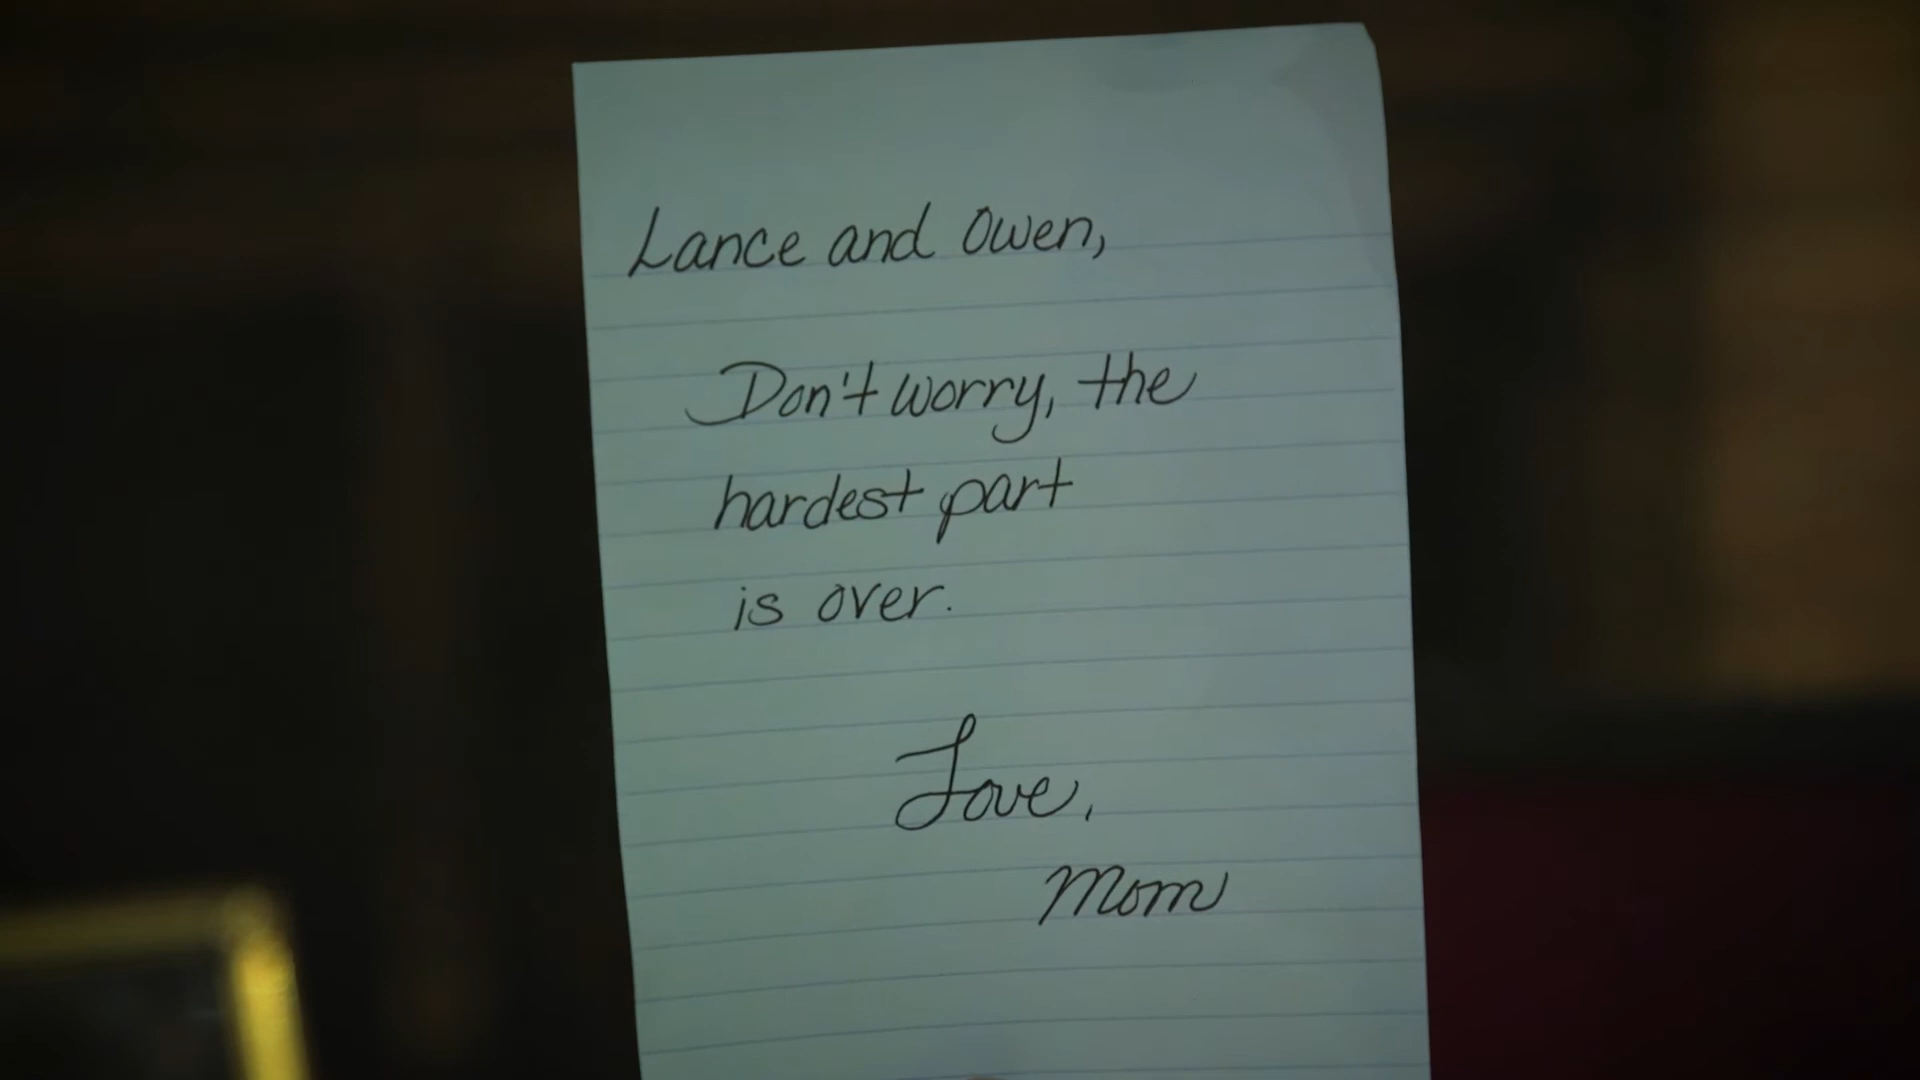 Lance and Owen,
Don't worry, the
hardest part
is over.
Love,
Mom